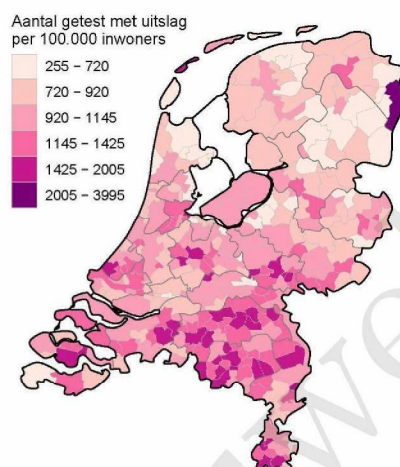 Aantal getest met uitslag
per 100.000 inwoners
255 – 720
720 – 920
920 – 1145
1145 – 1425
1425 – 2005
2005 – 3995